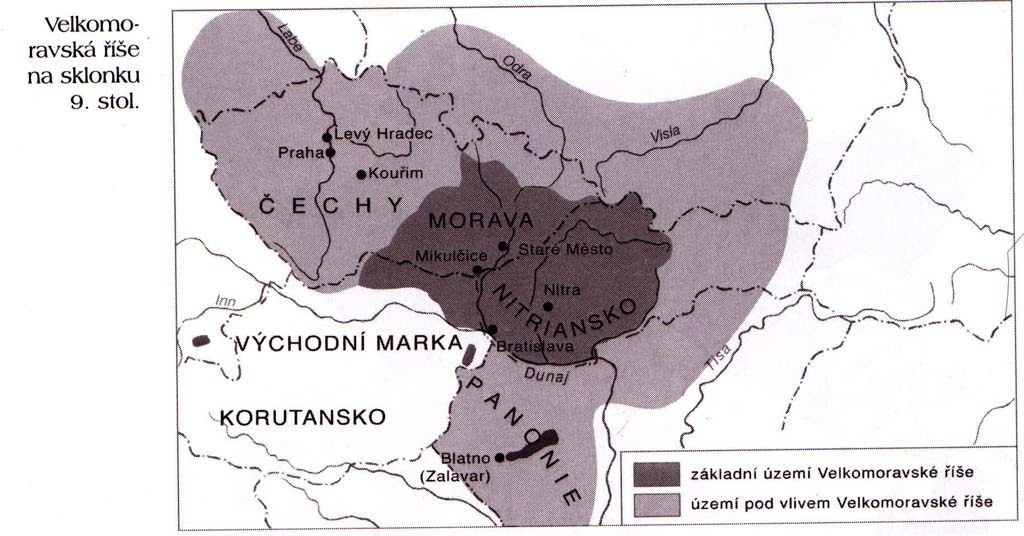 Velkomo-
ravská říše
na sklonku
9. stol.
Labe
Odra
Visla
Levý Hradec
Praha
Kouřim
ČECHY
MORAVA
Mikulčice
Staré Město
Nitra
NITRIANSKO
Inn
VÝCHODNÍ MARKA
Bratislava
Dunaj
Tisa
PANONIE
KORUTANSKO
Blatno
(Zalavar)
základní území Velkomoravské říše
území pod vlivem Velkomoravské říše